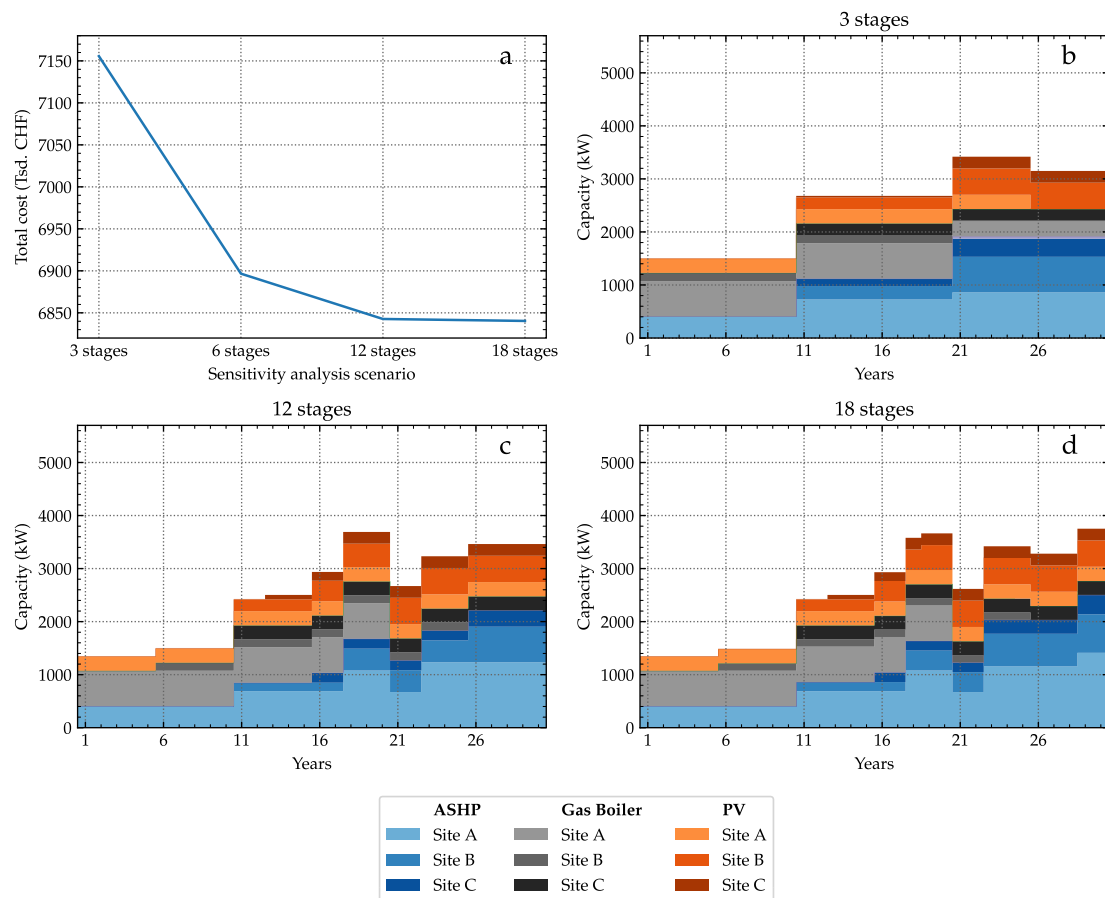 a
Total cost (Tsd. CHF)
7150
7100
7050
7000
6950
6900
6850
3 stages 6 stages 12 stages 18 stages
Sensitivity analysis scenario
3 stages
b
Capacity (kW)
5000
4000
3000
2000
1000
0
1 6 11 16 21 26
Years
12 stages
c
Capacity (kW)
5000
4000
3000
2000
1000
0
1 6 11 16 21 26
Years
18 stages
d
Capacity (kW)
5000
4000
3000
2000
1000
0
1 6 11 16 21 26
Years
ASHP Gas Boiler PV
Site A Site A Site A
Site B Site B Site B
Site C Site C Site C